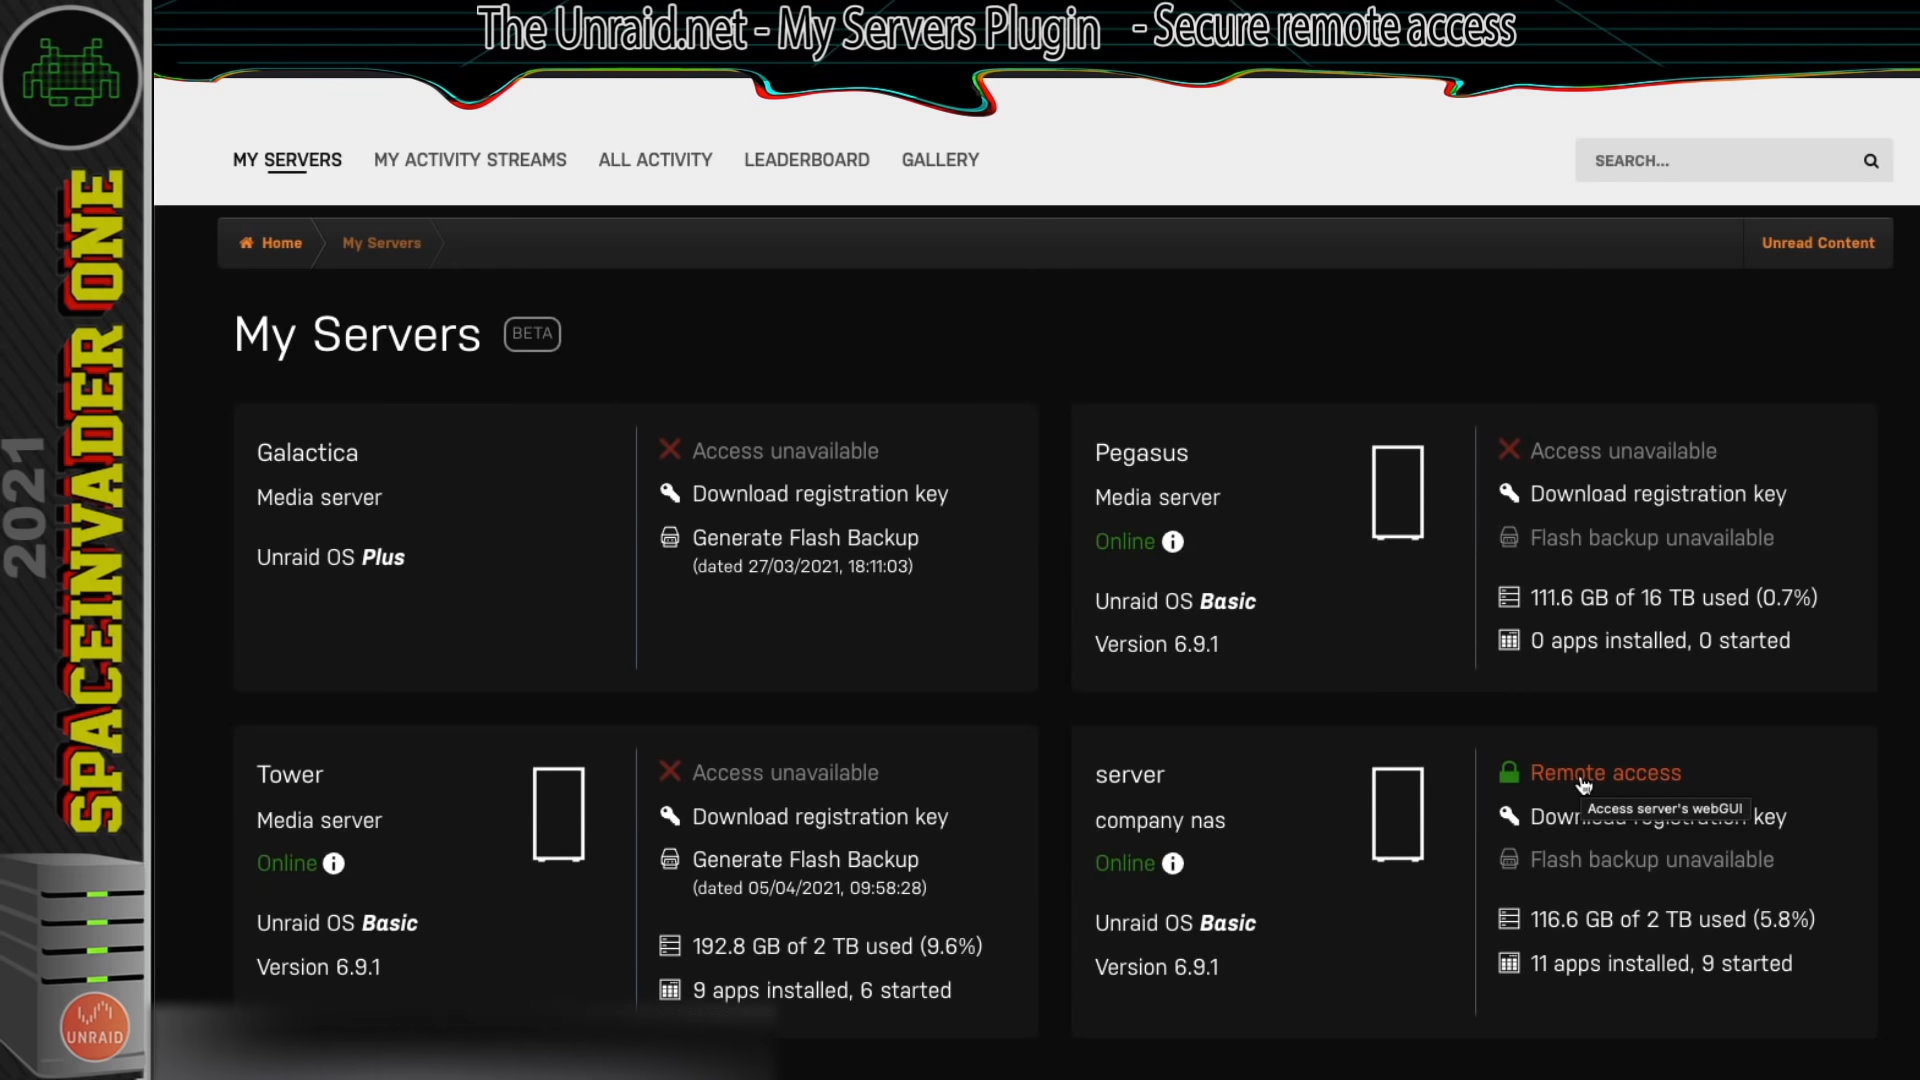 The Unraid.net - My Servers Plugin - Secure remote access
2021
SPACEINVADER ONE
UNRAID
MY SERVERS MY ACTIVITY STREAMS ALL ACTIVITY LEADERBOARD GALLERY
SEARCH...
Home My Servers
Unread Content
My Servers BETA
Galactica
Media server
Unraid OS Plus
Access unavailable
Download registration key
Generate Flash Backup
(dated 27/03/2021, 18:11:03)
Pegasus
Media server
Online
Unraid OS Basic
Version 6.9.1
Access unavailable
Download registration key
Flash backup unavailable
111.6 GB of 16 TB used (0.7%)
0 apps installed, 0 started
Tower
Media server
Online
Unraid OS Basic
Version 6.9.1
Access unavailable
Download registration key
Generate Flash Backup
(dated 05/04/2021, 09:58:28)
192.8 GB of 2 TB used (9.6%)
9 apps installed, 6 started
server
company nas
Online
Unraid OS Basic
Version 6.9.1
Remote access
Access server's webGUI
Download registration key
Flash backup unavailable
116.6 GB of 2 TB used (5.8%)
11 apps installed, 9 started